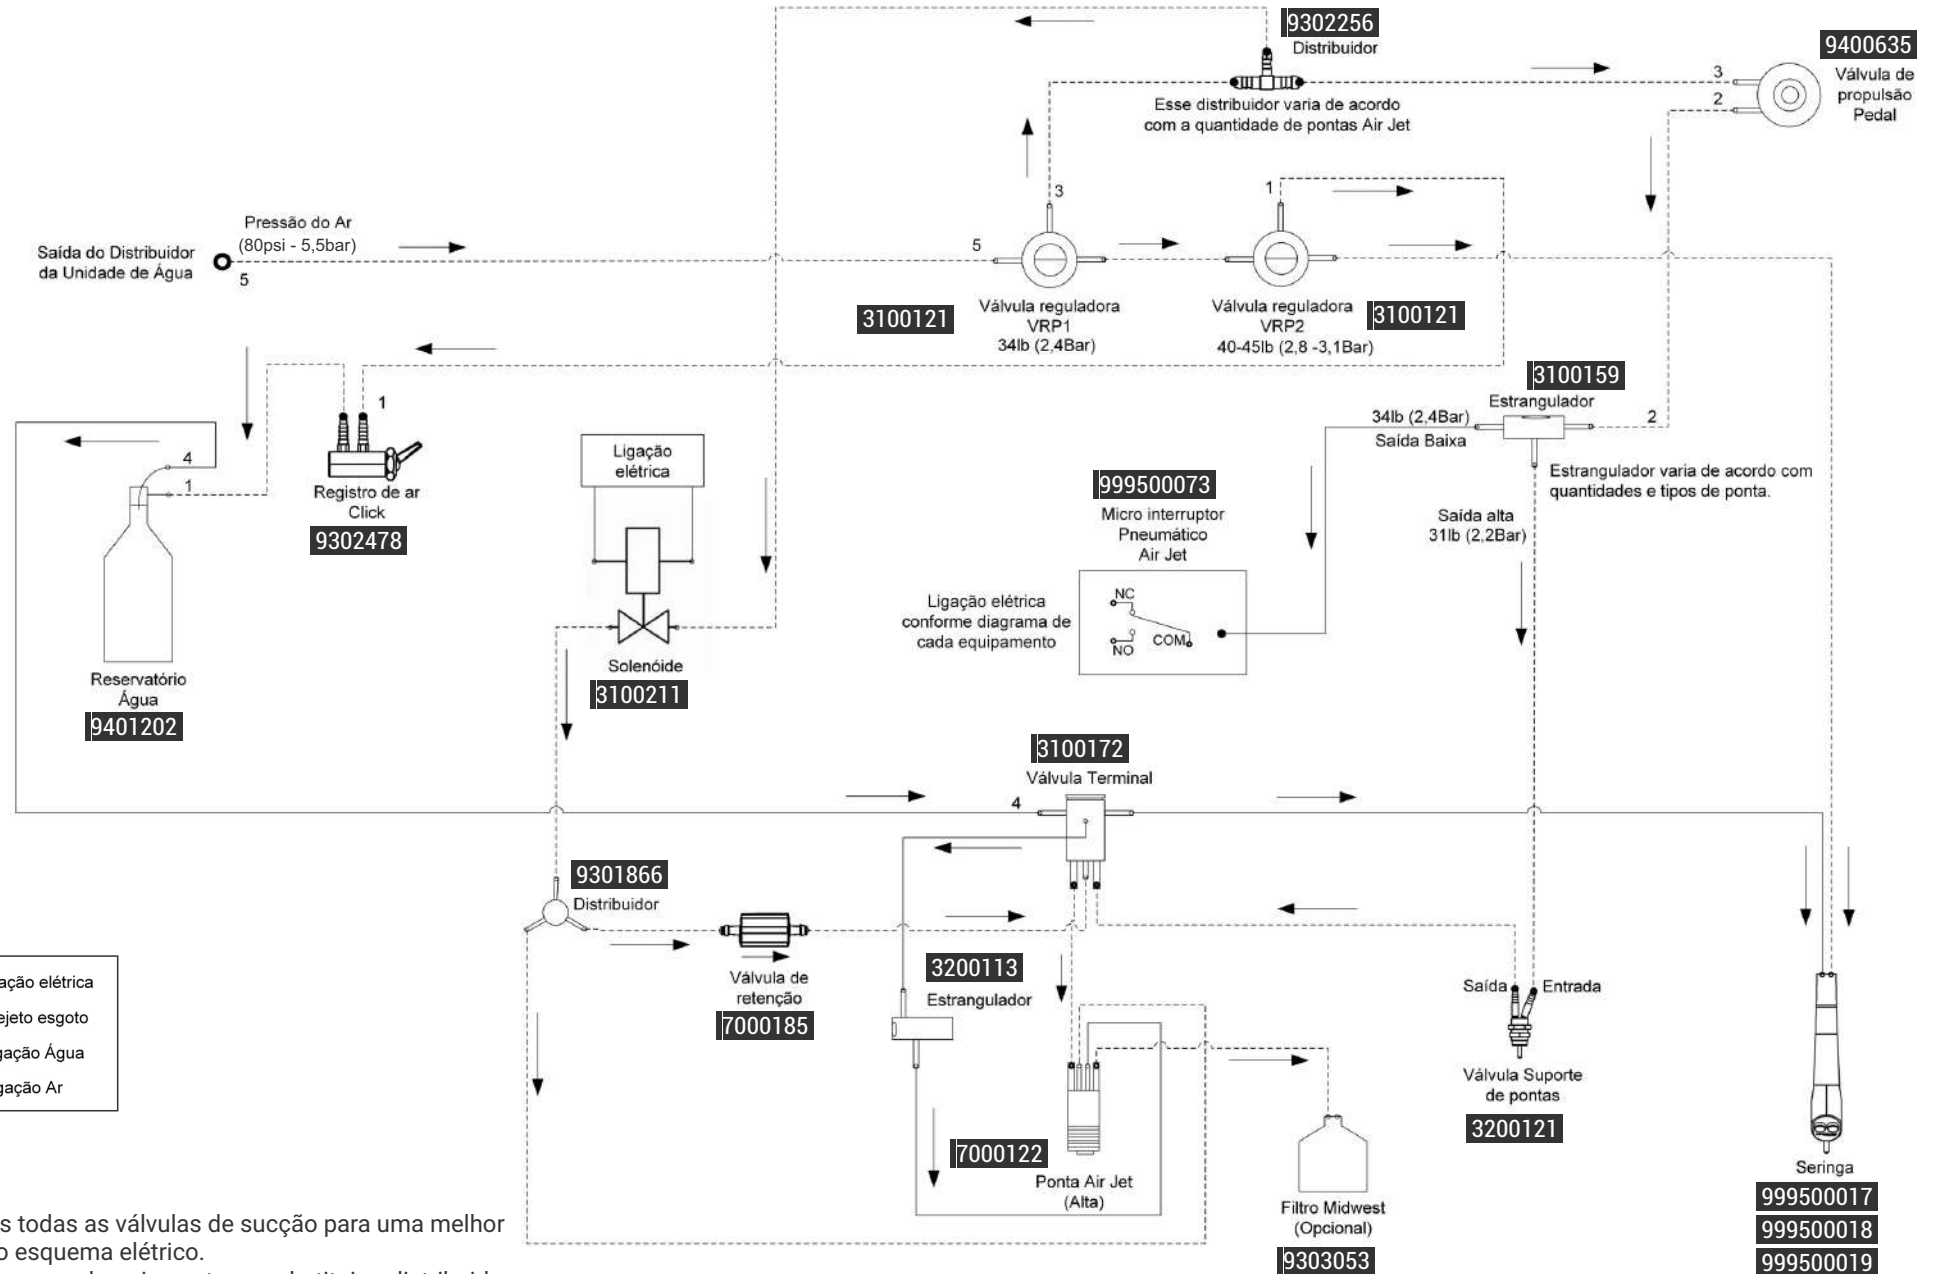 9302256
Distribuidor
9400635
Válvula de
propulsão
Pedal
3
2
Esse distribuidor varia de acordo
com a quantidade de pontas Air Jet
3
1
Pressão do Ar
(80psi - 5,5bar)
Saída do Distribuidor
da Unidade de Água
5
5
3100121
Válvula reguladora
VRP1
34lb (2,4Bar)
Válvula reguladora
VRP2
40-45lb (2,8 -3,1Bar)
3100121
3100159
Estrangulador
34lb (2,4Bar)
Saída Baixa
2
Estrangulador varia de acordo com
quantidades e tipos de ponta.
Saída alta
31lb (2,2Bar)
1
4
1
Registro de ar
Click
9302478
Ligação
elétrica
999500073
Micro interruptor
Pneumático
Air Jet
NC
NO
COM
Ligação elétrica
conforme diagrama de
cada equipamento
Solenóide
3100211
Reservatório
Água
9401202
3100172
Válvula Terminal
4
9301866
Distribuidor
Válvula de
retenção
7000185
3200113
Estrangulador
Saída
Entrada
Válvula Suporte
de pontas
3200121
7000122
Ponta Air Jet
(Alta)
Filtro Midwest
(Opcional)
9303053
Seringa
999500017
999500018
999500019
ação elétrica
ejeto esgoto
gação Água
gação Ar
s todas as válvulas de sucção para uma melhor
o esquema elétrico.